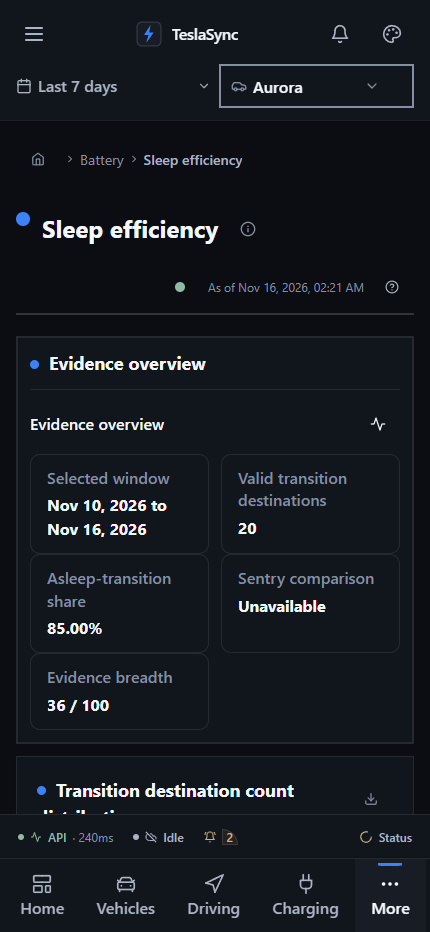 TeslaSync
Last 7 days
Aurora
Battery
Sleep efficiency
Sleep efficiency
As of Nov 16, 2026, 02:21 AM
Evidence overview
Evidence overview
Selected window
Nov 10, 2026 to
Nov 16, 2026
Valid transition
destinations
20
Asleep-transition
share
85.00%
Sentry comparison
Unavailable
Evidence breadth
36 / 100
Transition destination count
API · 240ms
Idle
2
Status
Home
Vehicles
Driving
Charging
More